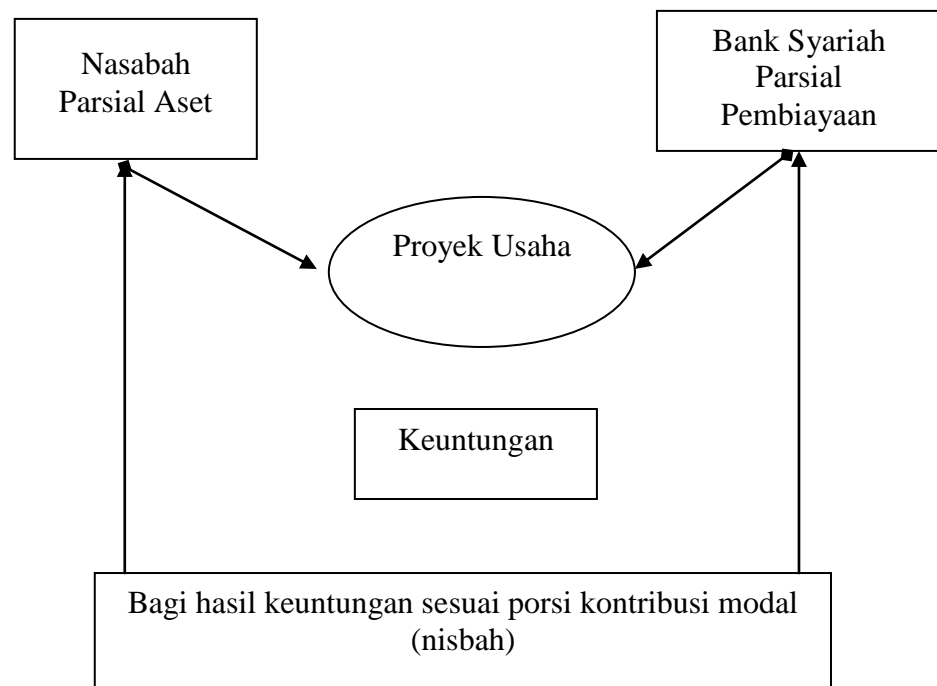 Nasabah
Parsial Aset
Bank Syariah
Parsial
Pembiayaan
Proyek Usaha
Keuntungan
Bagi hasil keuntungan sesuai porsi kontribusi modal
(nisbah)